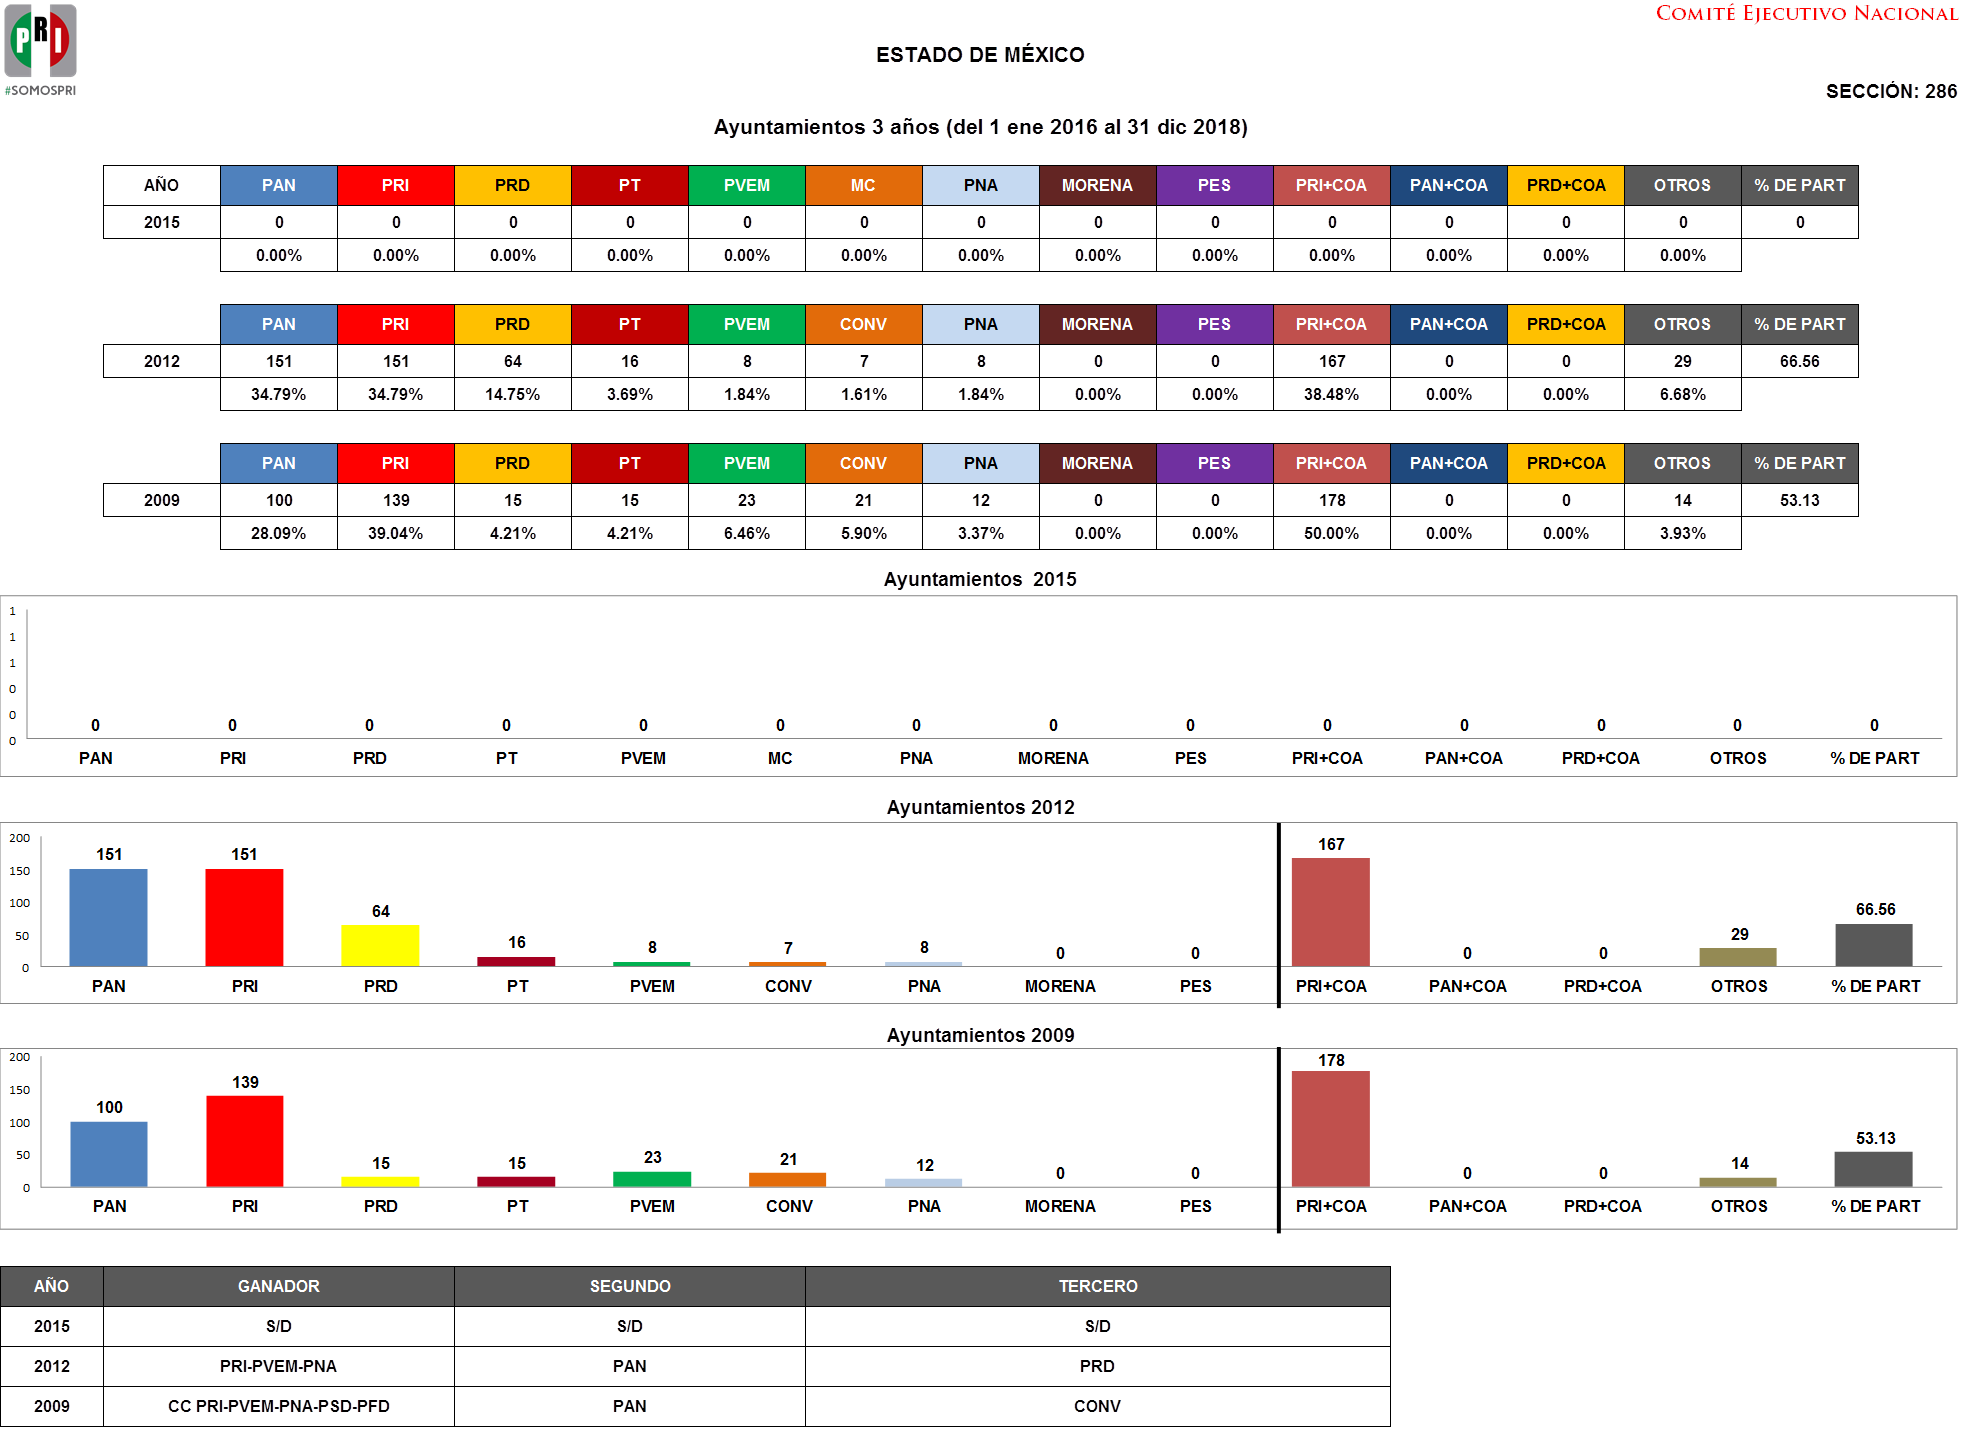 PRI
#SOMOSPRI
COMITÉ EJECUTIVO NACIONAL
ESTADO DE MÉXICO
SECCIÓN: 286
Ayuntamientos 3 años (del 1 ene 2016 al 31 dic 2018)
AÑO PAN PRI PRD PT PVEM MC PNA MORENA PES PRI+COA PAN+COA PRD+COA OTROS % DE PART
2015 0 0 0 0 0 0 0 0 0 0 0 0 0 0
0.00% 0.00% 0.00% 0.00% 0.00% 0.00% 0.00% 0.00% 0.00% 0.00% 0.00% 0.00% 0.00%
PAN PRI PRD PT PVEM CONV PNA MORENA PES PRI+COA PAN+COA PRD+COA OTROS % DE PART
2012 151 151 64 16 8 7 8 0 0 167 0 0 29 66.56
34.79% 34.79% 14.75% 3.69% 1.84% 1.61% 1.84% 0.00% 0.00% 38.48% 0.00% 0.00% 6.68%
PAN PRI PRD PT PVEM CONV PNA MORENA PES PRI+COA PAN+COA PRD+COA OTROS % DE PART
2009 100 139 15 15 23 21 12 0 0 178 0 0 14 53.13
28.09% 39.04% 4.21% 4.21% 6.46% 5.90% 3.37% 0.00% 0.00% 50.00% 0.00% 0.00% 3.93%
Ayuntamientos 2015
1
1
1
0
0
0
0 0 0 0 0 0 0 0 0 0 0 0 0 0
PAN PRI PRD PT PVEM MC PNA MORENA PES PRI+COA PAN+COA PRD+COA OTROS % DE PART
Ayuntamientos 2012
200
150
100
50
0
151 151 64 16 8 7 8 0 0 167 0 0 29 66.56
PAN PRI PRD PT PVEM CONV PNA MORENA PES PRI+COA PAN+COA PRD+COA OTROS % DE PART
Ayuntamientos 2009
200
150
100
50
0
100 139 15 15 23 21 12 0 0 178 0 0 14 53.13
PAN PRI PRD PT PVEM CONV PNA MORENA PES PRI+COA PAN+COA PRD+COA OTROS % DE PART
AÑO GANADOR SEGUNDO TERCERO
2015 S/D S/D S/D
2012 PRI-PVEM-PNA PAN PRD
2009 CC PRI-PVEM-PNA-PSD-PFD PAN CONV